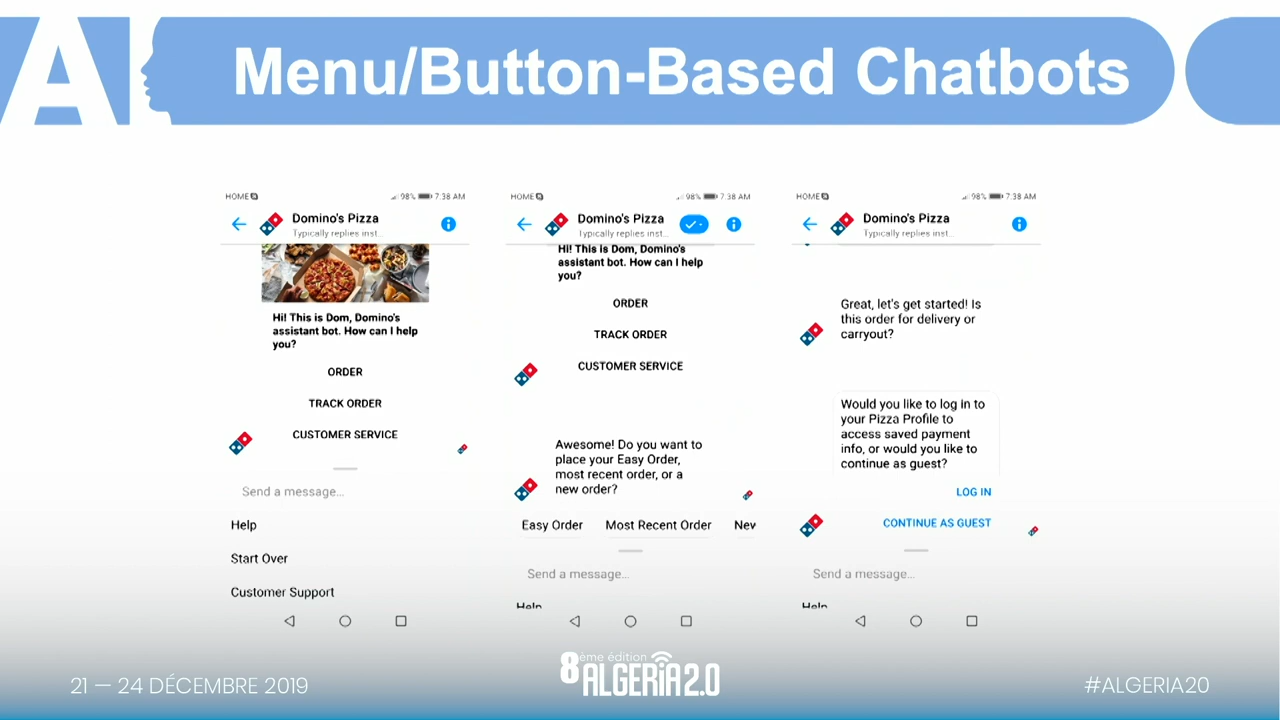 AI
Menu/Button-Based Chatbots
HOME
98% 7:38 AM
Domino's Pizza
Typically replies inst...
Hi! This is Dom, Domino's
assistant bot. How can I help
you?
ORDER
TRACK ORDER
CUSTOMER SERVICE
Send a message...
Help
Start Over
Customer Support
HOME
98% 7:38 AM
Domino's Pizza
Typically replies inst...
Hi! This is Dom, Domino's
assistant bot. How can I help
you?
ORDER
TRACK ORDER
CUSTOMER SERVICE
Awesome! Do you want to
place your Easy Order,
most recent order, or a
new order?
Easy Order Most Recent Order New
Send a message...
Help
HOME
98% 7:38 AM
Domino's Pizza
Typically replies inst...
Great, let's get started! Is
this order for delivery or
carryout?
Would you like to log in to
your Pizza Profile to
access saved payment
info, or would you like to
continue as guest?
LOG IN
CONTINUE AS GUEST
Send a message...
Help
21 — 24 DÉCEMBRE 2019
8ème édition
ALGERIA 2.0
#ALGERIA20